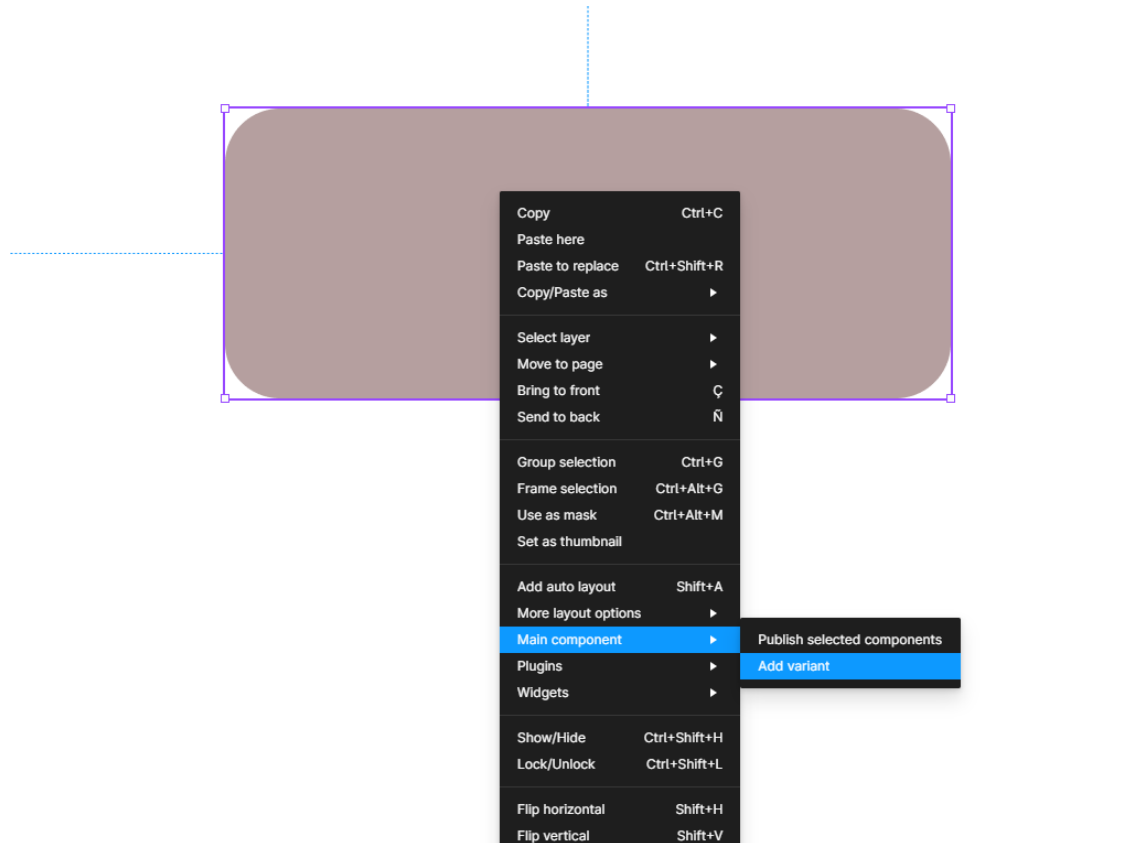 Copy Ctrl+C
Paste here
Paste to replace Ctrl+Shift+R
Copy/Paste as
Select layer
Move to page
Bring to front Ç
Send to back Ñ
Group selection Ctrl+G
Frame selection Ctrl+Alt+G
Use as mask Ctrl+Alt+M
Set as thumbnail
Add auto layout Shift+A
More layout options
Main component Publish selected components
Plugins Add variant
Widgets
Show/Hide Ctrl+Shift+H
Lock/Unlock Ctrl+Shift+L
Flip horizontal Shift+H
Flip vertical Shift+V